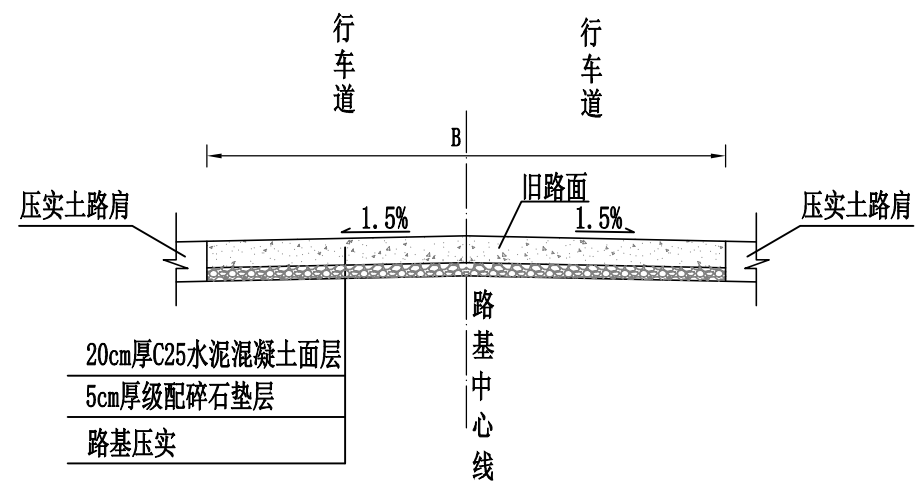 行车道
行车道
B
旧路面
压实土路肩
1.5%
1.5%
压实土路肩
20cm厚C25水泥混凝土面层
5cm厚级配碎石垫层
路基压实
路基中心线